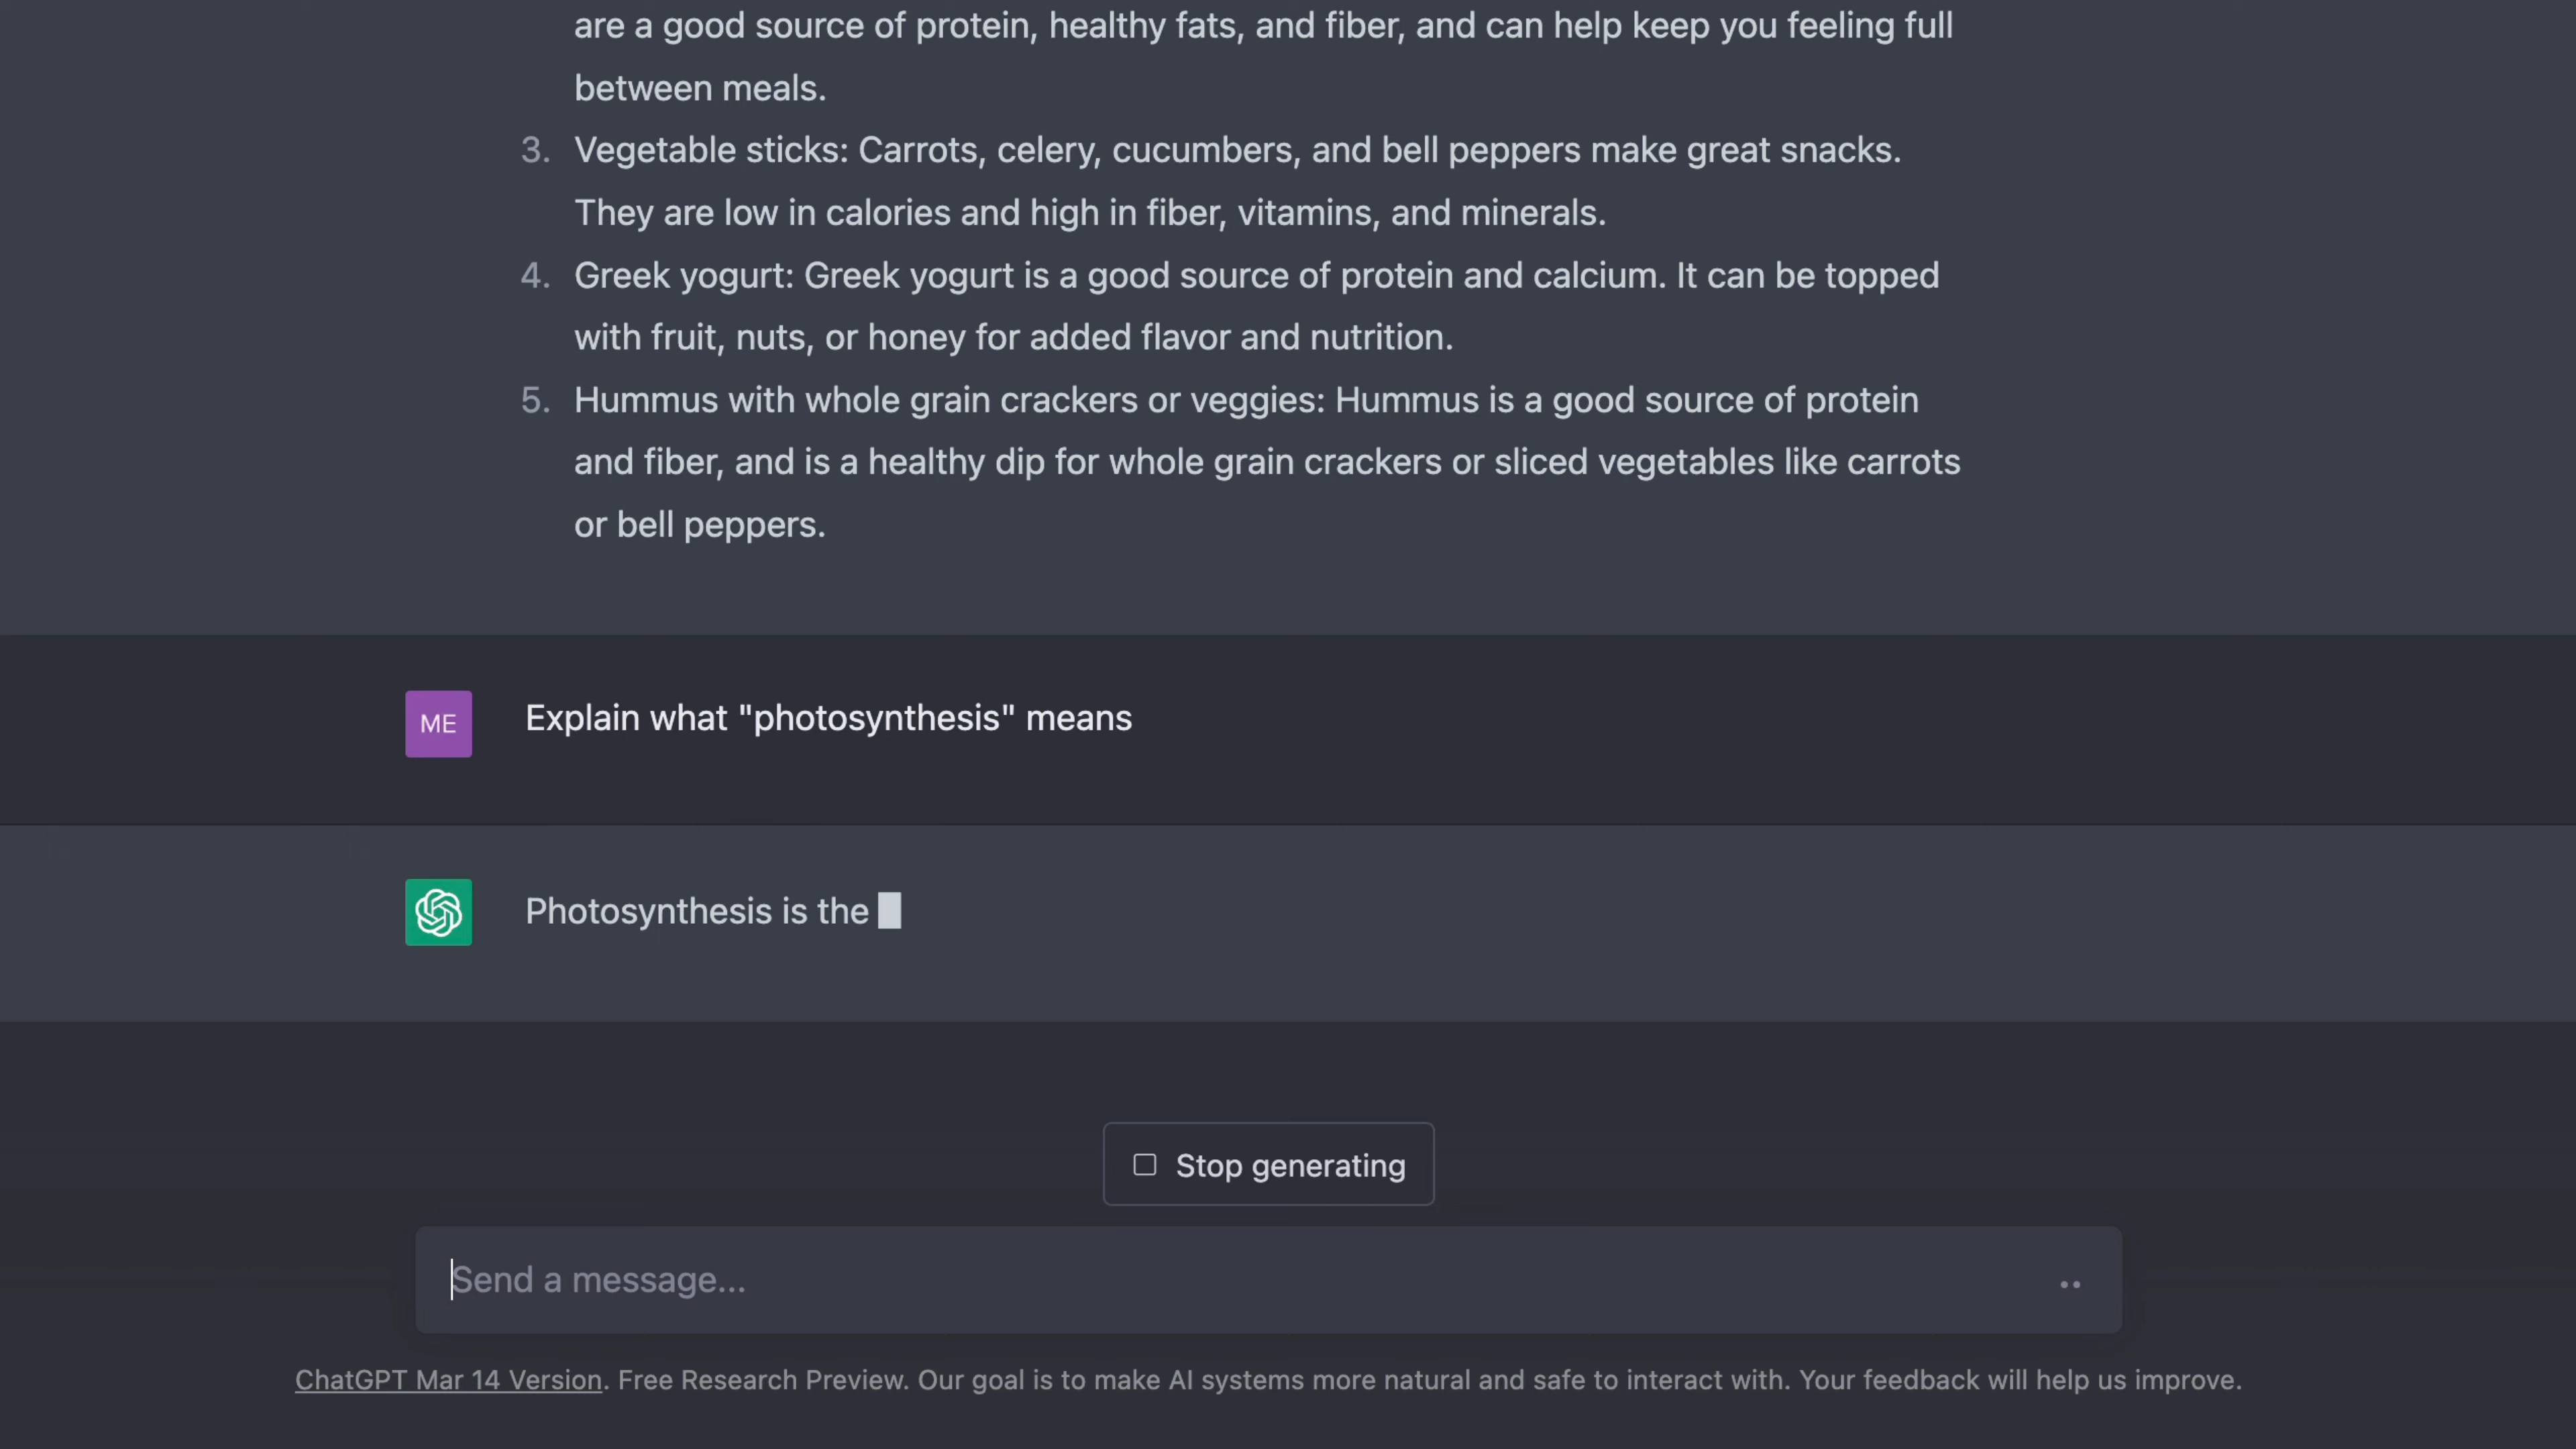 are a good source of protein, healthy fats, and fiber, and can help keep you feeling full
between meals.
3. Vegetable sticks: Carrots, celery, cucumbers, and bell peppers make great snacks.
They are low in calories and high in fiber, vitamins, and minerals.
4. Greek yogurt: Greek yogurt is a good source of protein and calcium. It can be topped
with fruit, nuts, or honey for added flavor and nutrition.
5. Hummus with whole grain crackers or veggies: Hummus is a good source of protein
and fiber, and is a healthy dip for whole grain crackers or sliced vegetables like carrots
or bell peppers.
ME Explain what "photosynthesis" means
Photosynthesis is the
Stop generating
Send a message...
ChatGPT Mar 14 Version. Free Research Preview. Our goal is to make AI systems more natural and safe to interact with. Your feedback will help us improve.